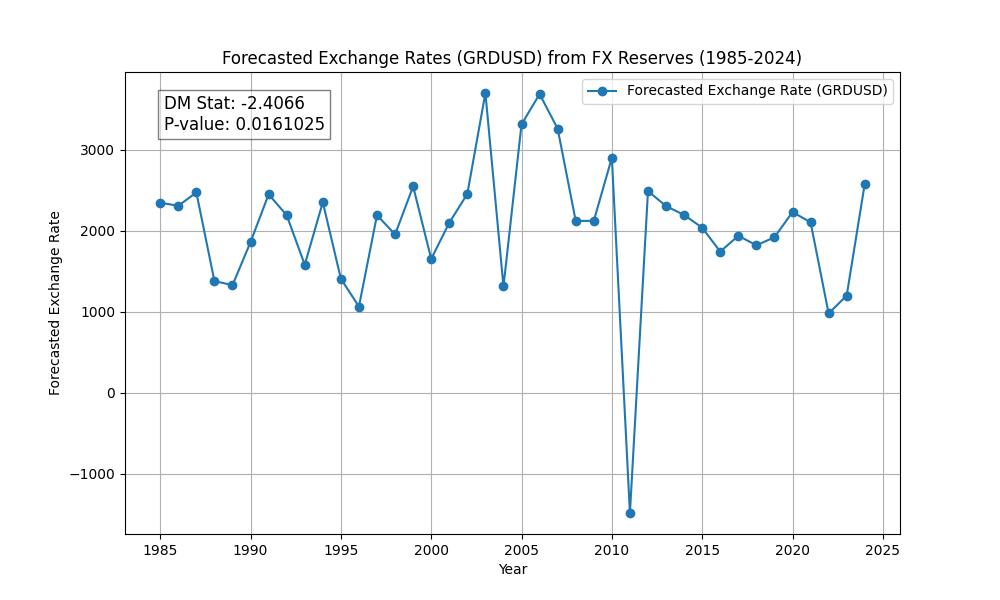 Forecasted Exchange Rates (GRDUSD) from FX Reserves (1985-2024)
DM Stat: -2.4066
P-value: 0.0161025
Forecasted Exchange Rate (GRDUSD)
Forecasted Exchange Rate
3000
2000
1000
0
−1000
1985 1990 1995 2000 2005 2010 2015 2020 2025
Year